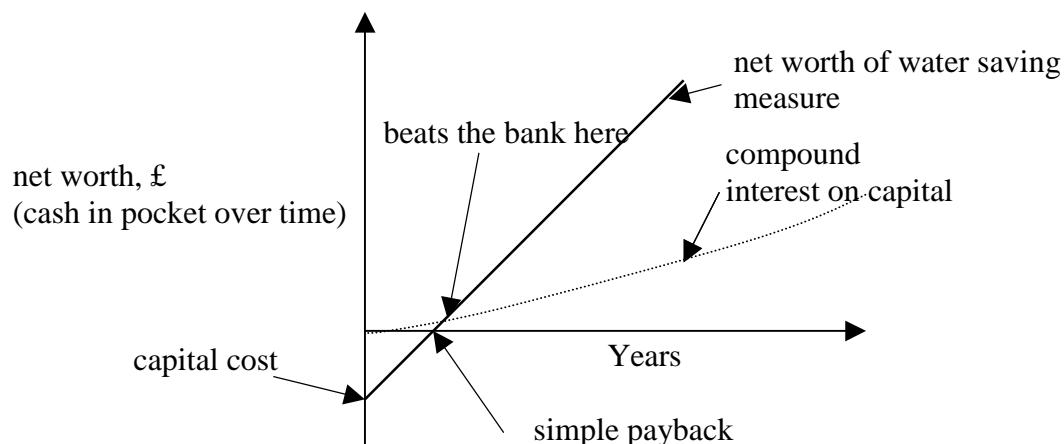 net worth of water saving
measure
beats the bank here
compound
interest on capital
net worth, £
(cash in pocket over time)
Years
capital cost
simple payback